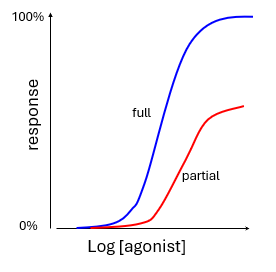 100%
response
full
partial
0%
Log [agonist]